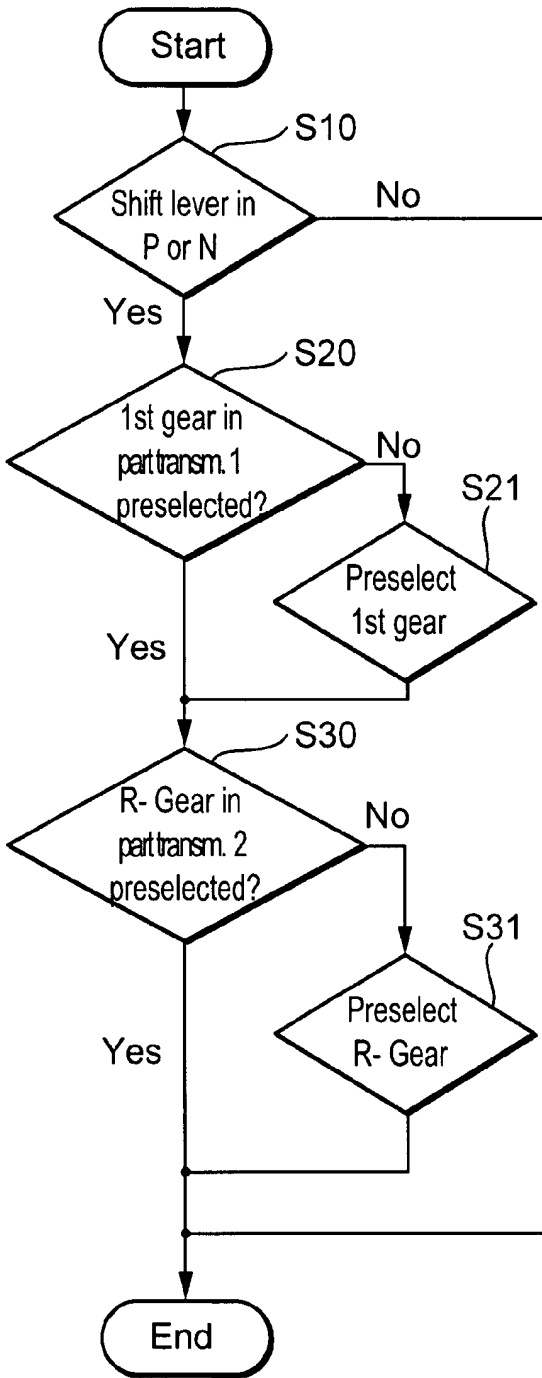 Start
S10
Shift lever in
P or N
No
Yes
S20
1st gear in
part transm. 1
preselected?
No
S21
Preselect
1st gear
Yes
S30
R- Gear in
part transm. 2
preselected?
No
S31
Preselect
R- Gear
Yes
End